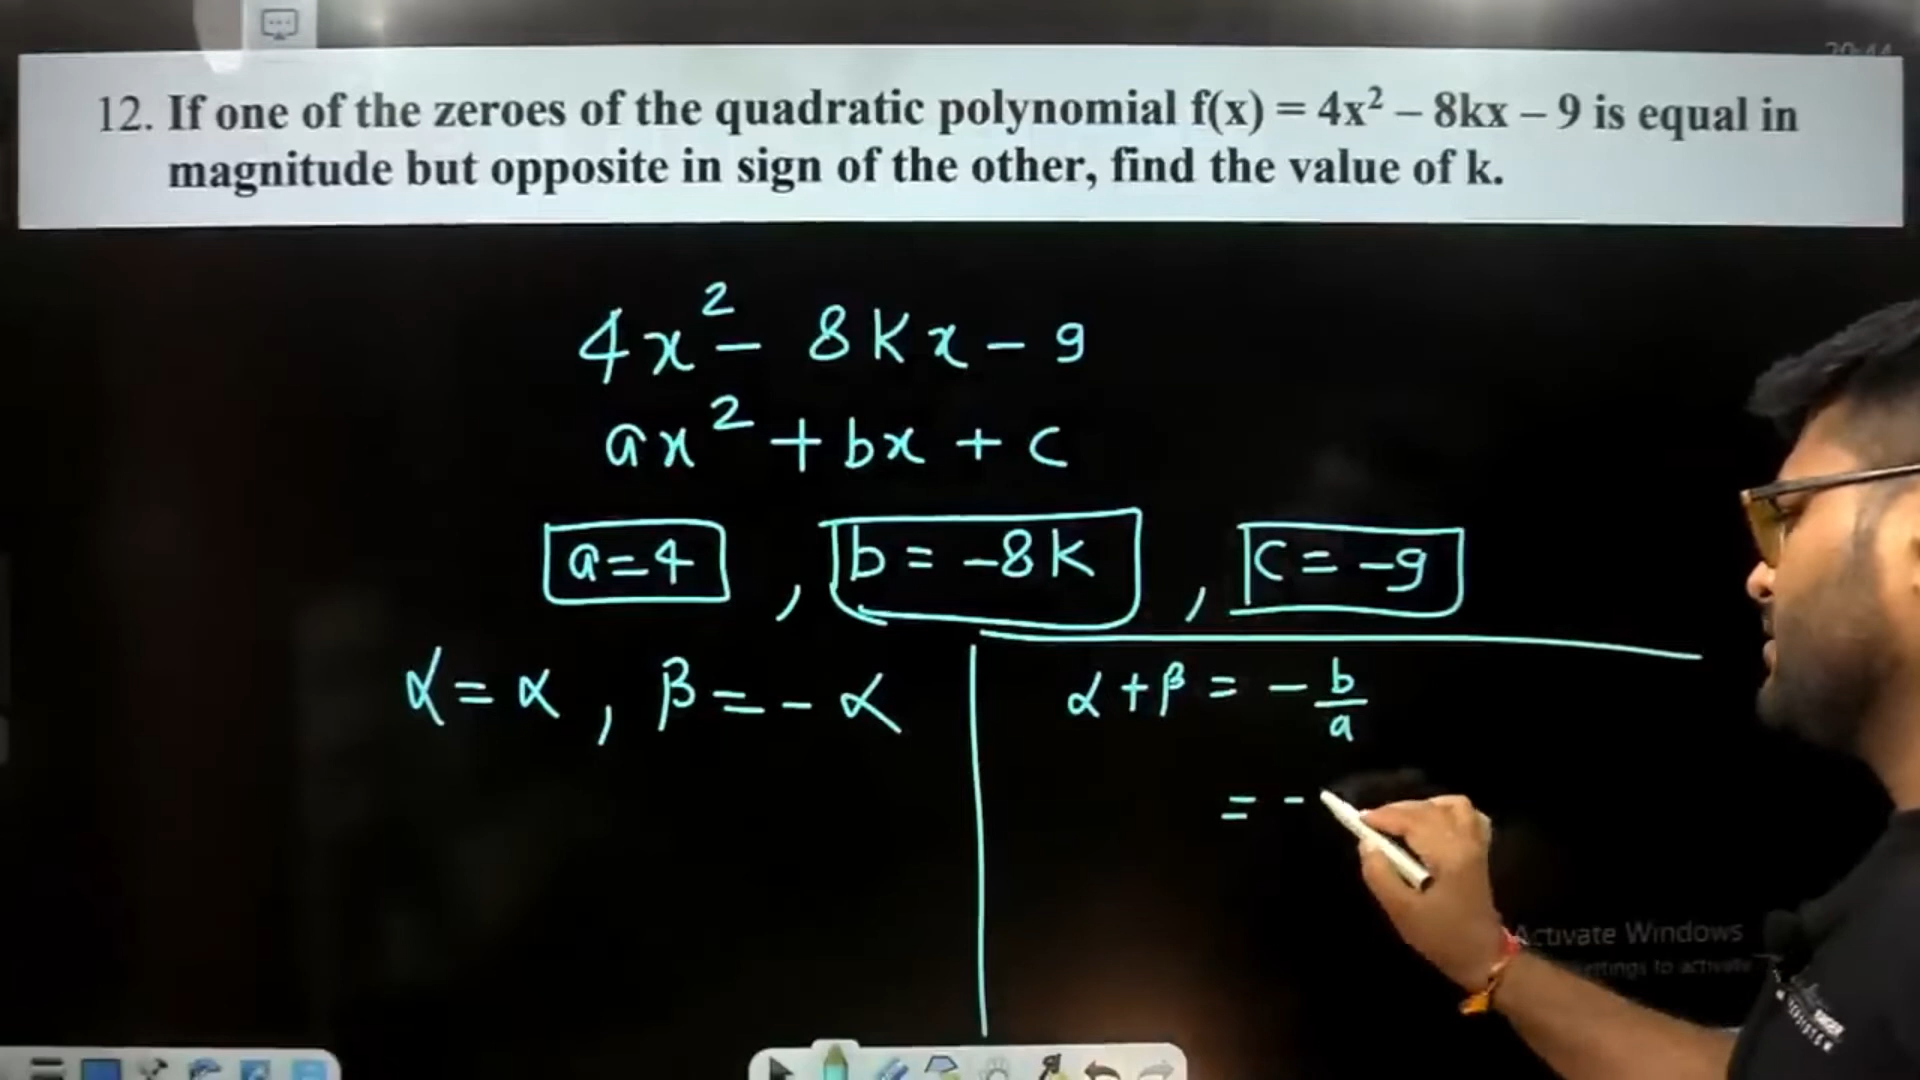 12. If one of the zeroes of the quadratic polynomial f(x) = 4x² – 8kx – 9 is equal in
magnitude but opposite in sign of the other, find the value of k.
4x² - 8kx - 9
ax² + bx + c
a=4 , b = -8k , c = -9
α = α , β = - α
α + β = - b/a
= -
Activate Windows